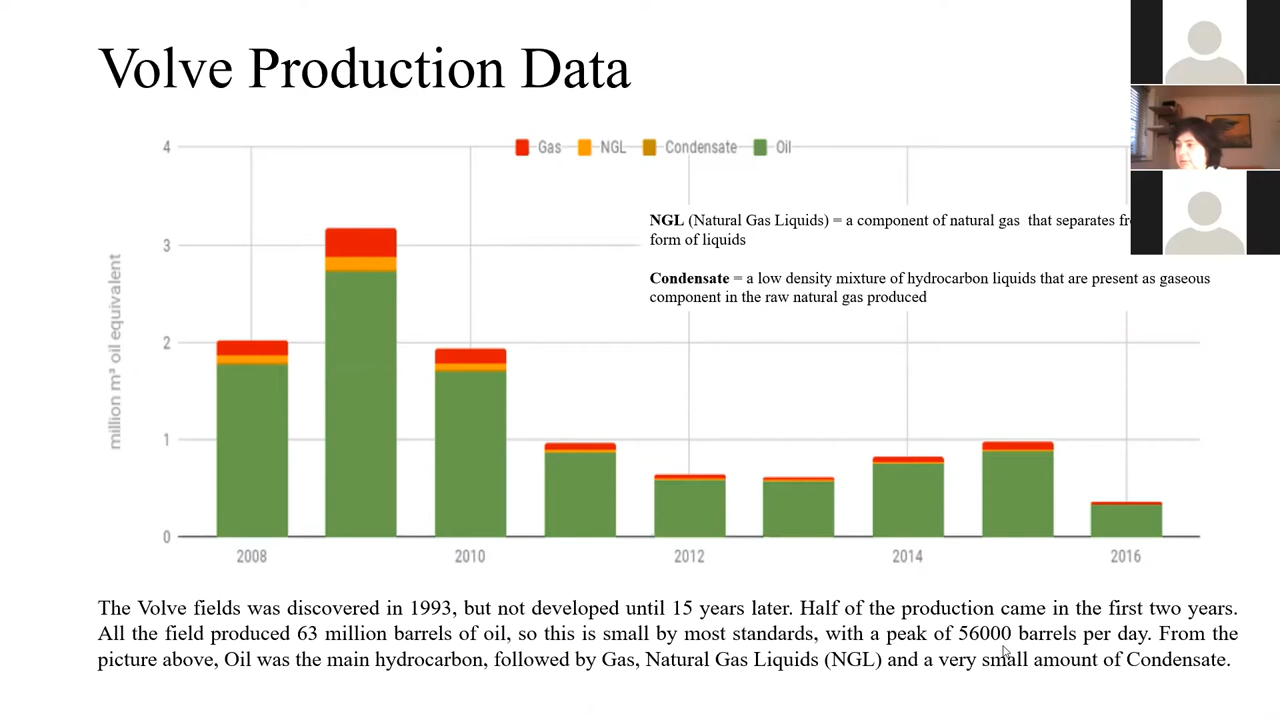 Volve Production Data
Gas NGL Condensate Oil
4
3
2
1
0
million m³ oil equivalent
NGL (Natural Gas Liquids) = a component of natural gas that separates
form of liquids
Condensate = a low density mixture of hydrocarbon liquids that are present as gaseous
component in the raw natural gas produced
2008 2010 2012 2014 2016
The Volve fields was discovered in 1993, but not developed until 15 years later. Half of the production came in the first two years.
All the field produced 63 million barrels of oil, so this is small by most standards, with a peak of 56000 barrels per day. From the
picture above, Oil was the main hydrocarbon, followed by Gas, Natural Gas Liquids (NGL) and a very small amount of Condensate.